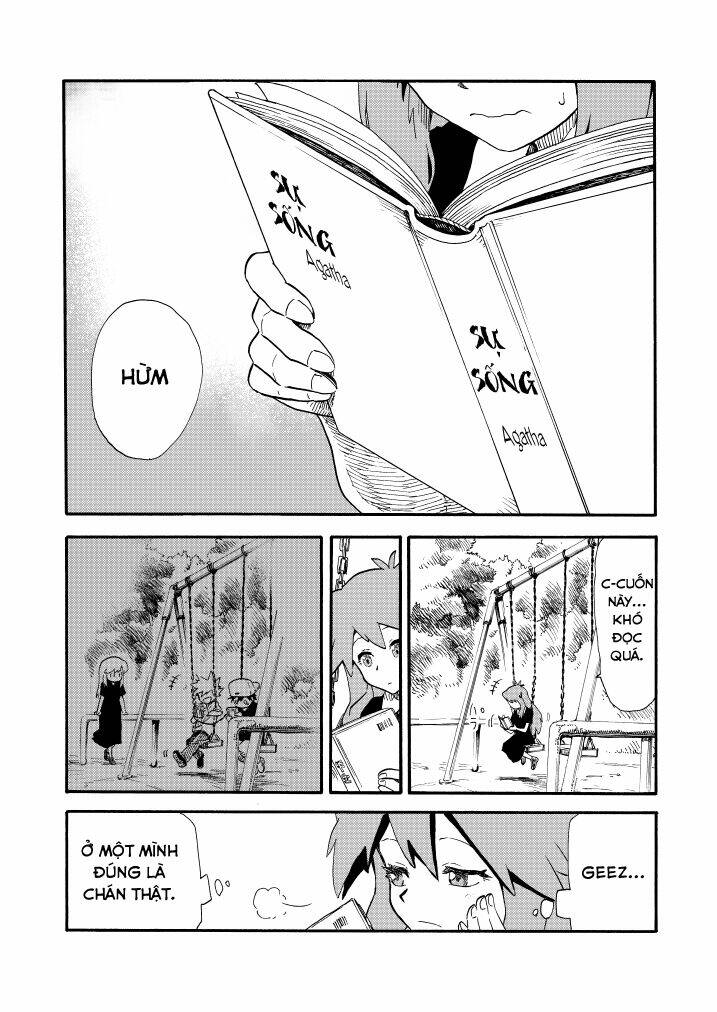 SỰ
SỐNG
Agatha
SỰ
SỐNG
Agatha
HỪM
C-CUỐN
NÀY...
KHÓ
ĐỌC
QUÁ.
GEEZ...
Ở MỘT MÌNH
ĐÚNG LÀ
CHÁN THẬT.